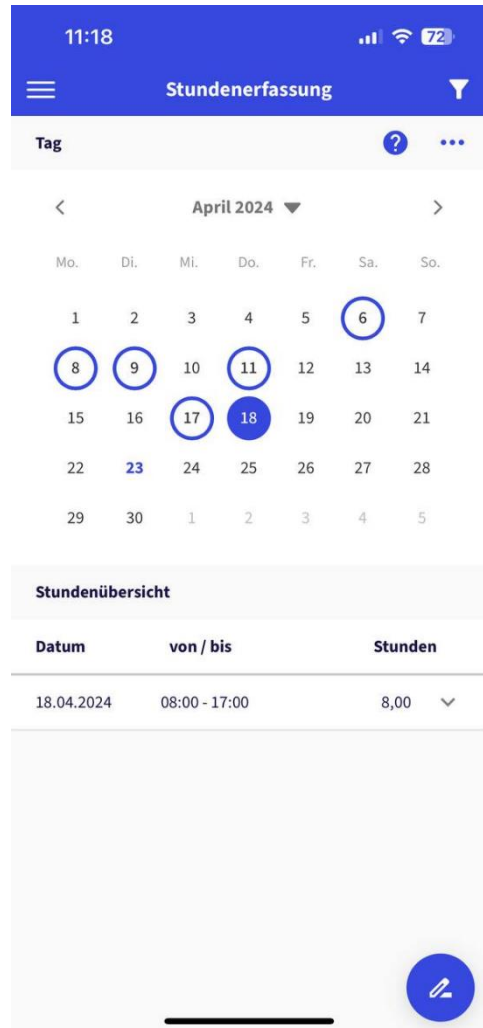 11:18 72
Stundenerfassung
Tag ?
April 2024
Mo. Di. Mi. Do. Fr. Sa. So.
1 2 3 4 5 6 7
8 9 10 11 12 13 14
15 16 17 18 19 20 21
22 23 24 25 26 27 28
29 30 1 2 3 4 5
Stundenübersicht
Datum von / bis Stunden
18.04.2024 08:00 - 17:00 8,00